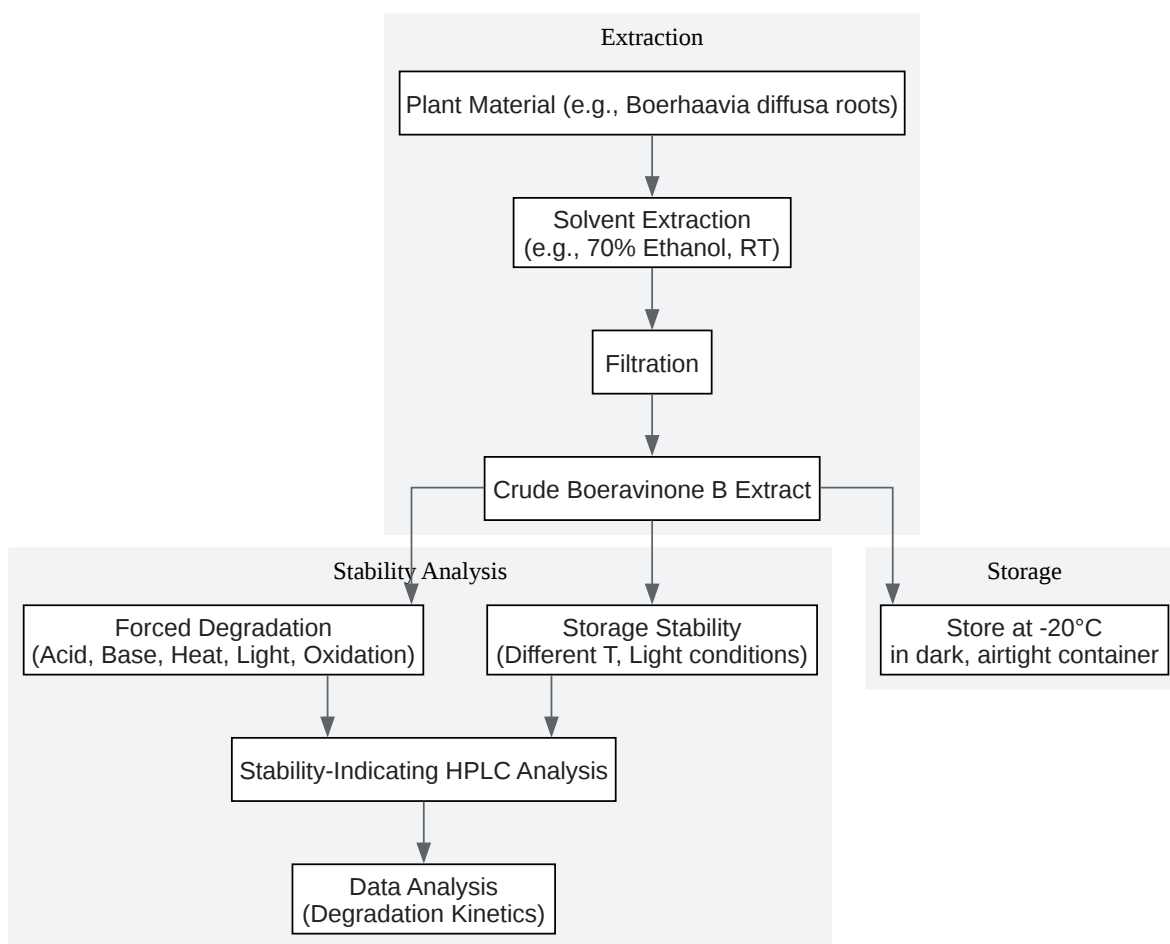 Extraction
Plant Material (e.g., Boerhaavia diffusa roots)
Solvent Extraction
(e.g., 70% Ethanol, RT)
Filtration
Crude Boeravinone B Extract
Stability Analysis
Storage
Forced Degradation
(Acid, Base, Heat, Light, Oxidation)
Storage Stability
(Different T, Light conditions)
Store at -20°C
in dark, airtight container
Stability-Indicating HPLC Analysis
Data Analysis
(Degradation Kinetics)